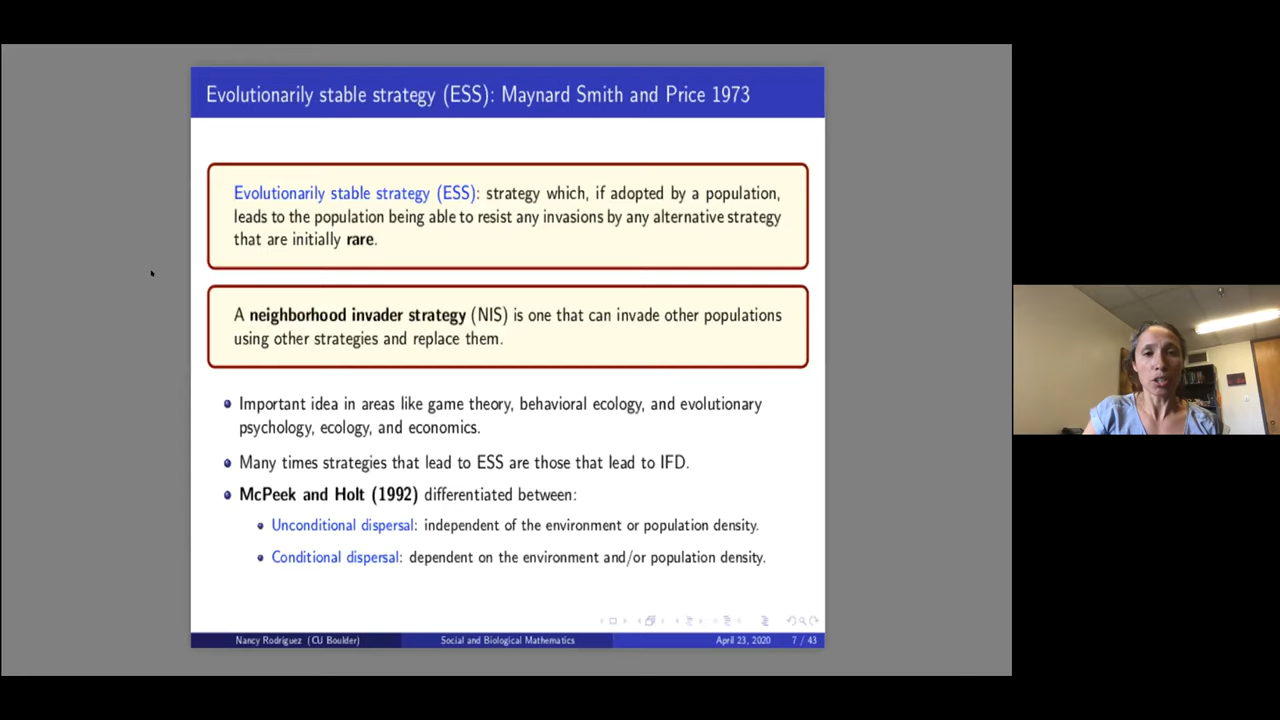 Evolutionarily stable strategy (ESS): Maynard Smith and Price 1973
Evolutionarily stable strategy (ESS): strategy which, if adopted by a population,
leads to the population being able to resist any invasions by any alternative strategy
that are initially rare.
A neighborhood invader strategy (NIS) is one that can invade other populations
using other strategies and replace them.
Important idea in areas like game theory, behavioral ecology, and evolutionary
psychology, ecology, and economics.
Many times strategies that lead to ESS are those that lead to IFD.
McPeek and Holt (1992) differentiated between:
Unconditional dispersal: independent of the environment or population density.
Conditional dispersal: dependent on the environment and/or population density.
Nancy Rodriguez (CU Boulder) Social and Biological Mathematics April 23, 2020 7 / 43